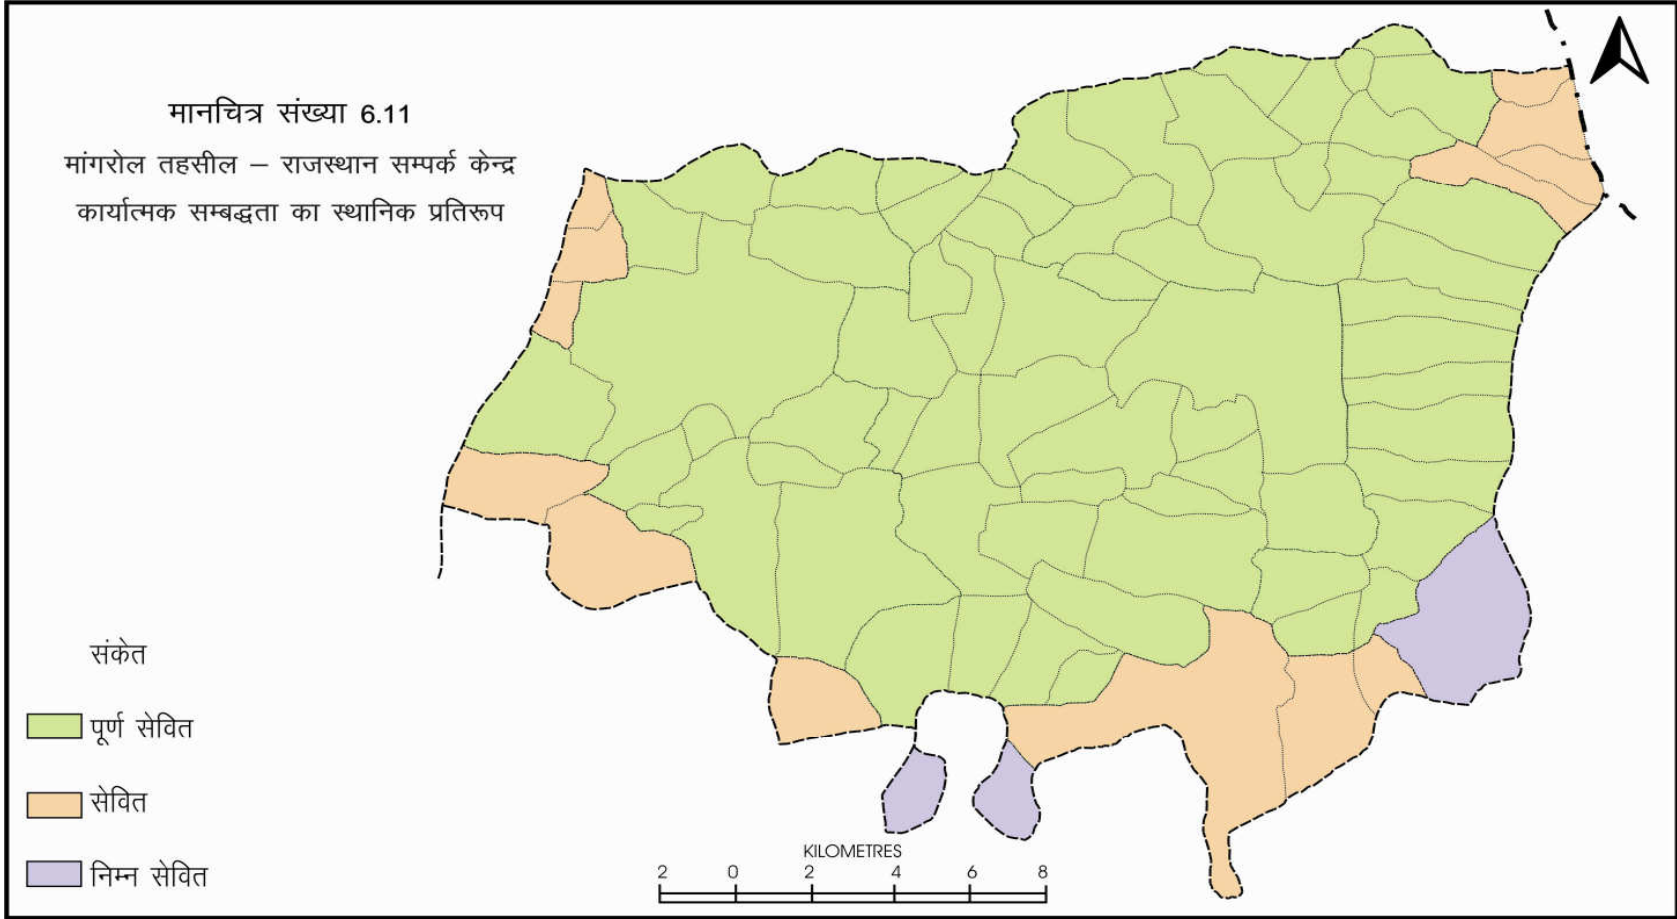 मानचित्र संख्या 6.11
मांगरोल तहसील – राजस्थान सम्पर्क केन्द्र
कार्यात्मक सम्बद्धता का स्थानिक प्रतिरूप
संकेत
पूर्ण सेवित
सेवित
निम्न सेवित
KILOMETRES
2 0 2 4 6 8